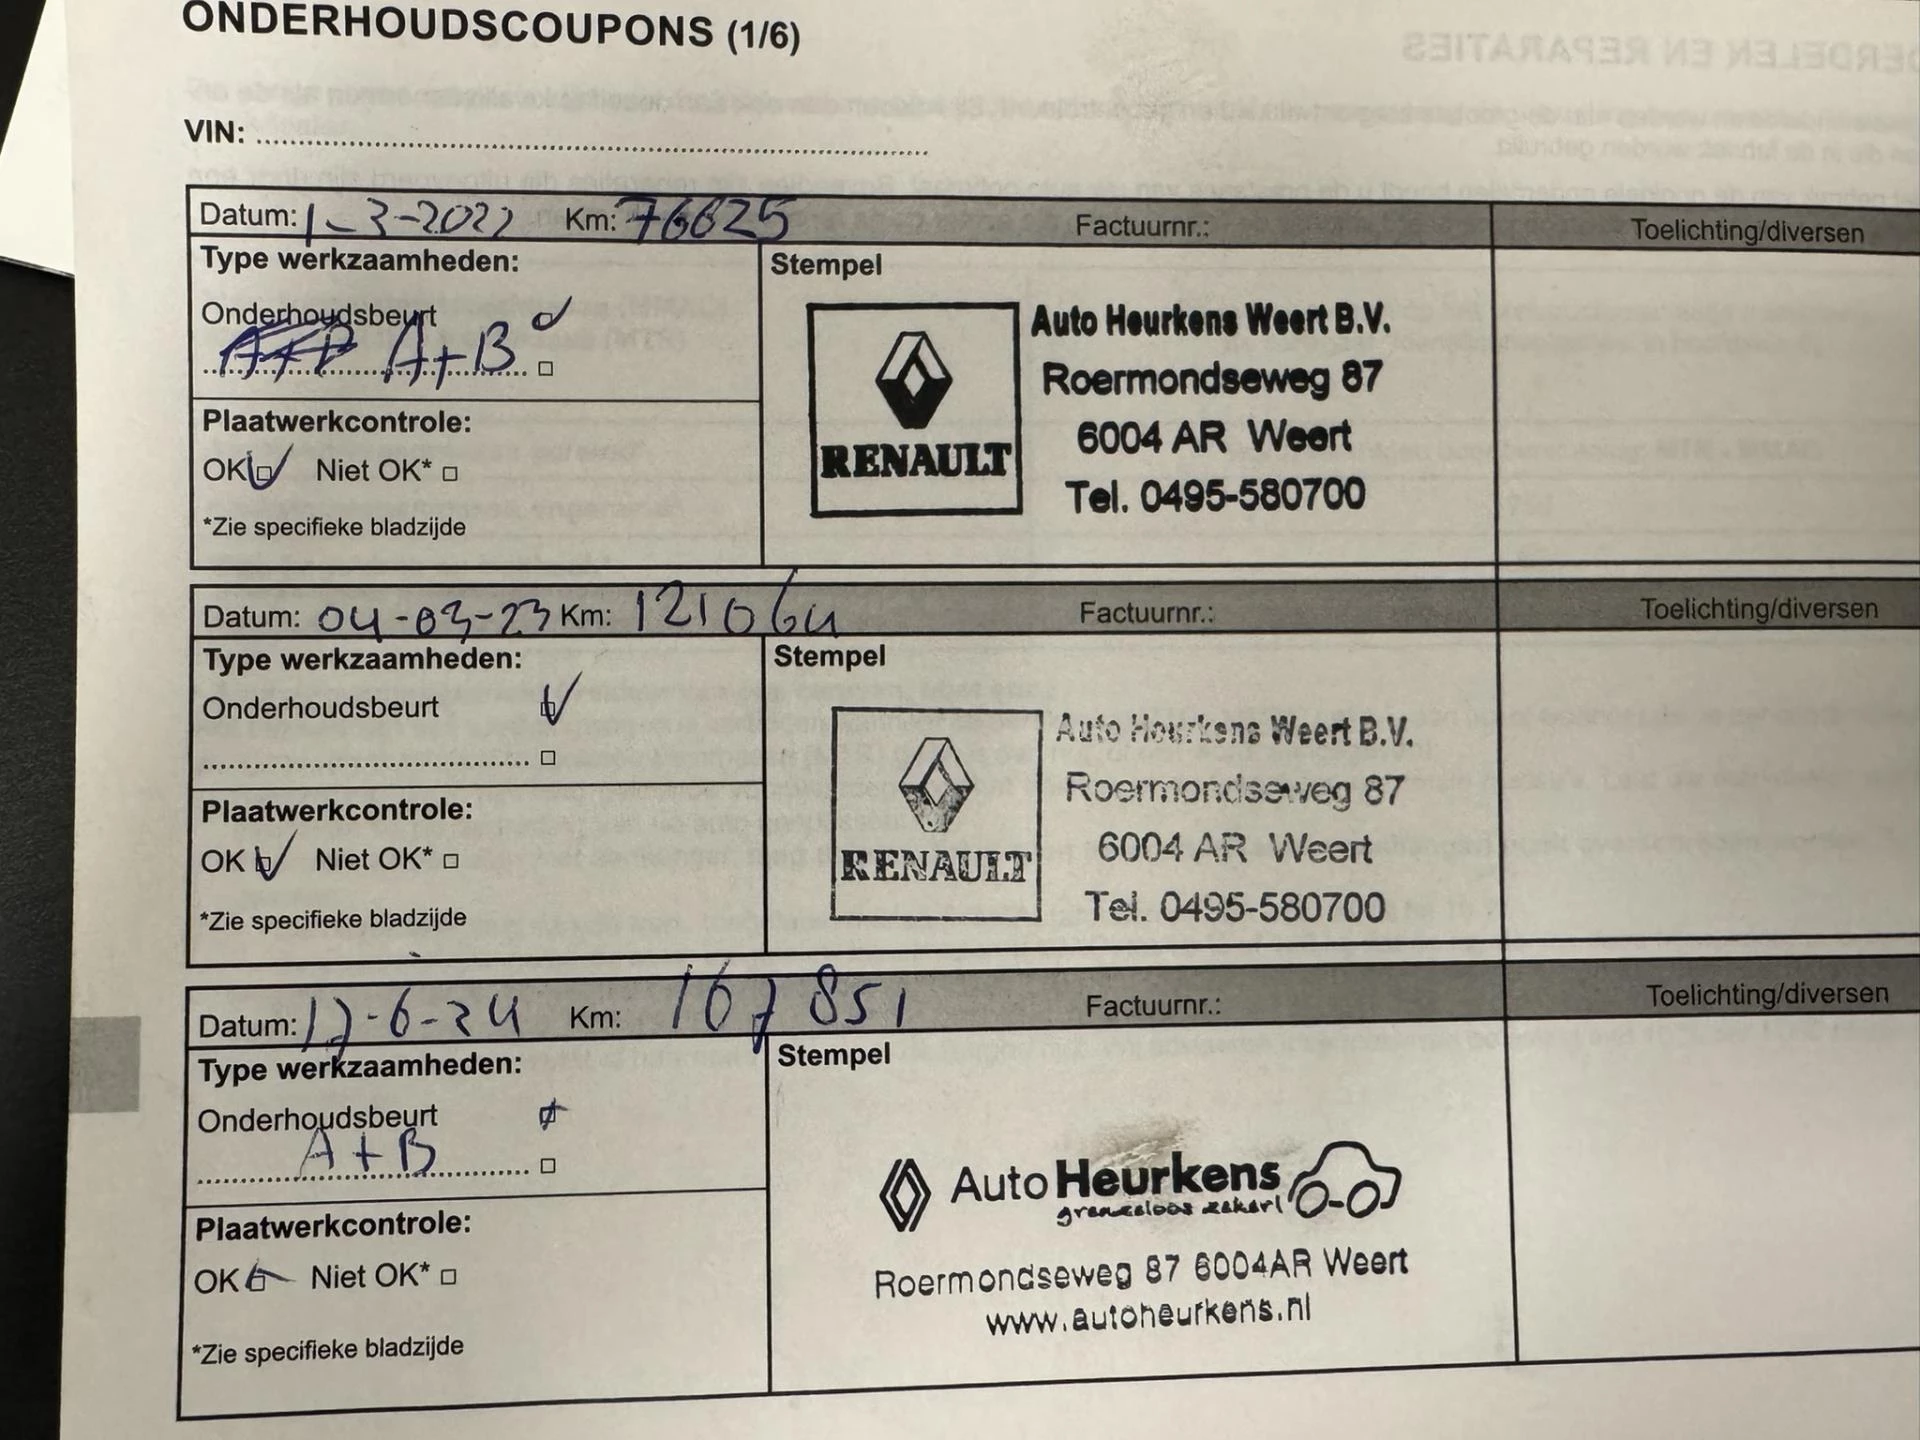 ONDERHOUDSCOUPONS (1/6)
ERDELEN EN REPARATIES
VIN:
Datum: 1-3-2022 Km: 76625 Factuurnr.: Toelichting/diversen
Type werkzaamheden:
Stempel
Onderhoudsbeurt
A+B
Plaatwerkcontrole:
OK Niet OK*
*Zie specifieke bladzijde
RENAULT
Auto Heurkens Weert B.V.
Roermondseweg 87
6004 AR Weert
Tel. 0495-580700
Datum: 04-03-23 Km: 121064 Factuurnr.: Toelichting/diversen
Type werkzaamheden:
Stempel
Onderhoudsbeurt
Plaatwerkcontrole:
OK Niet OK*
*Zie specifieke bladzijde
RENAULT
Auto Heurkens Weert B.V.
Roermondseweg 87
6004 AR Weert
Tel. 0495-580700
Datum: 17-6-24 Km: 167851 Factuurnr.: Toelichting/diversen
Type werkzaamheden:
Stempel
Onderhoudsbeurt
A+B
Plaatwerkcontrole:
OK Niet OK*
*Zie specifieke bladzijde
Auto Heurkens
grenzeloos zeker!
Roermondseweg 87 6004AR Weert
www.autoheurkens.nl